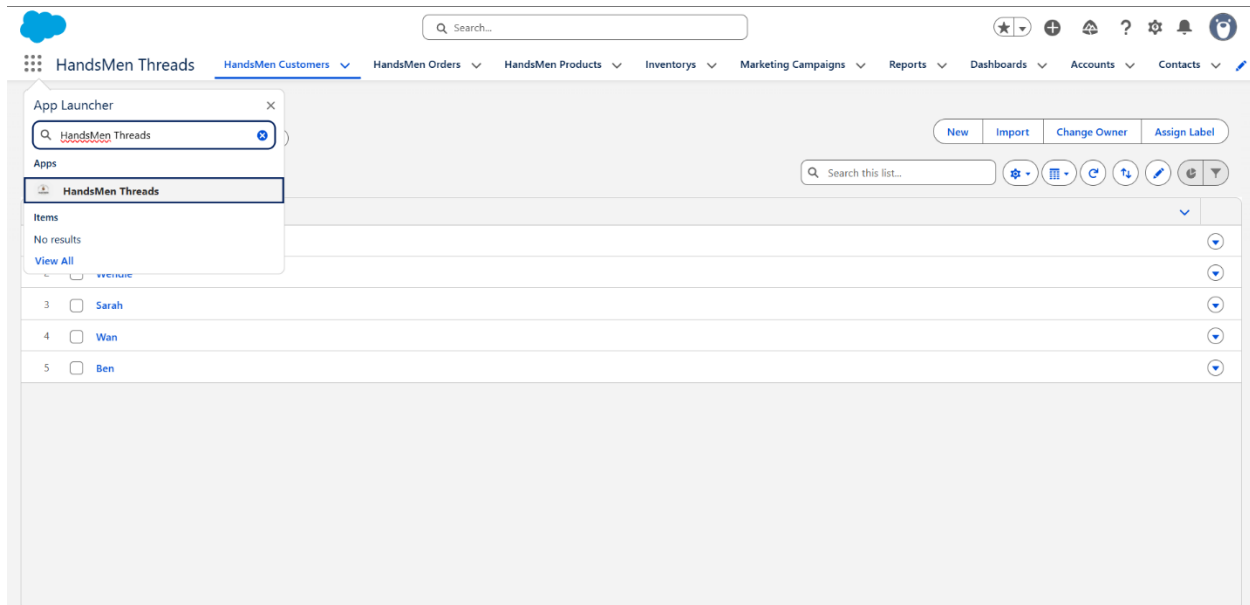 Search...
HandsMen Threads HandsMen Customers HandsMen Orders HandsMen Products Inventorys Marketing Campaigns Reports Dashboards Accounts Contacts
App Launcher
HandsMen Threads
New Import Change Owner Assign Label
Apps
Search this list...
HandsMen Threads
Items
No results
View All
2 Wendie
3 Sarah
4 Wan
5 Ben